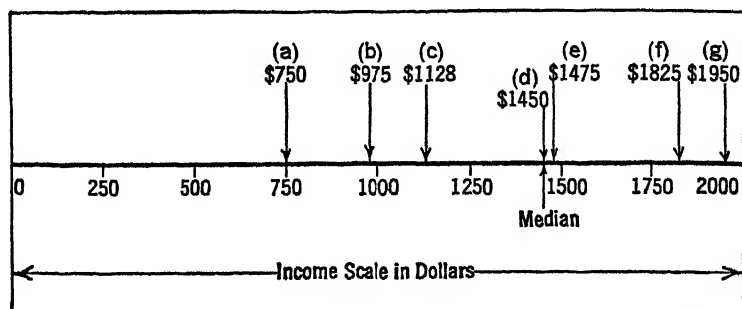 (a) (b) (c) (e) (f) (g)
$750 $975 $1128 (d) $1475 $1825 $1950
$1450
0 250 500 750 1000 1250 1500 1750 2000
Median
Income Scale in Dollars